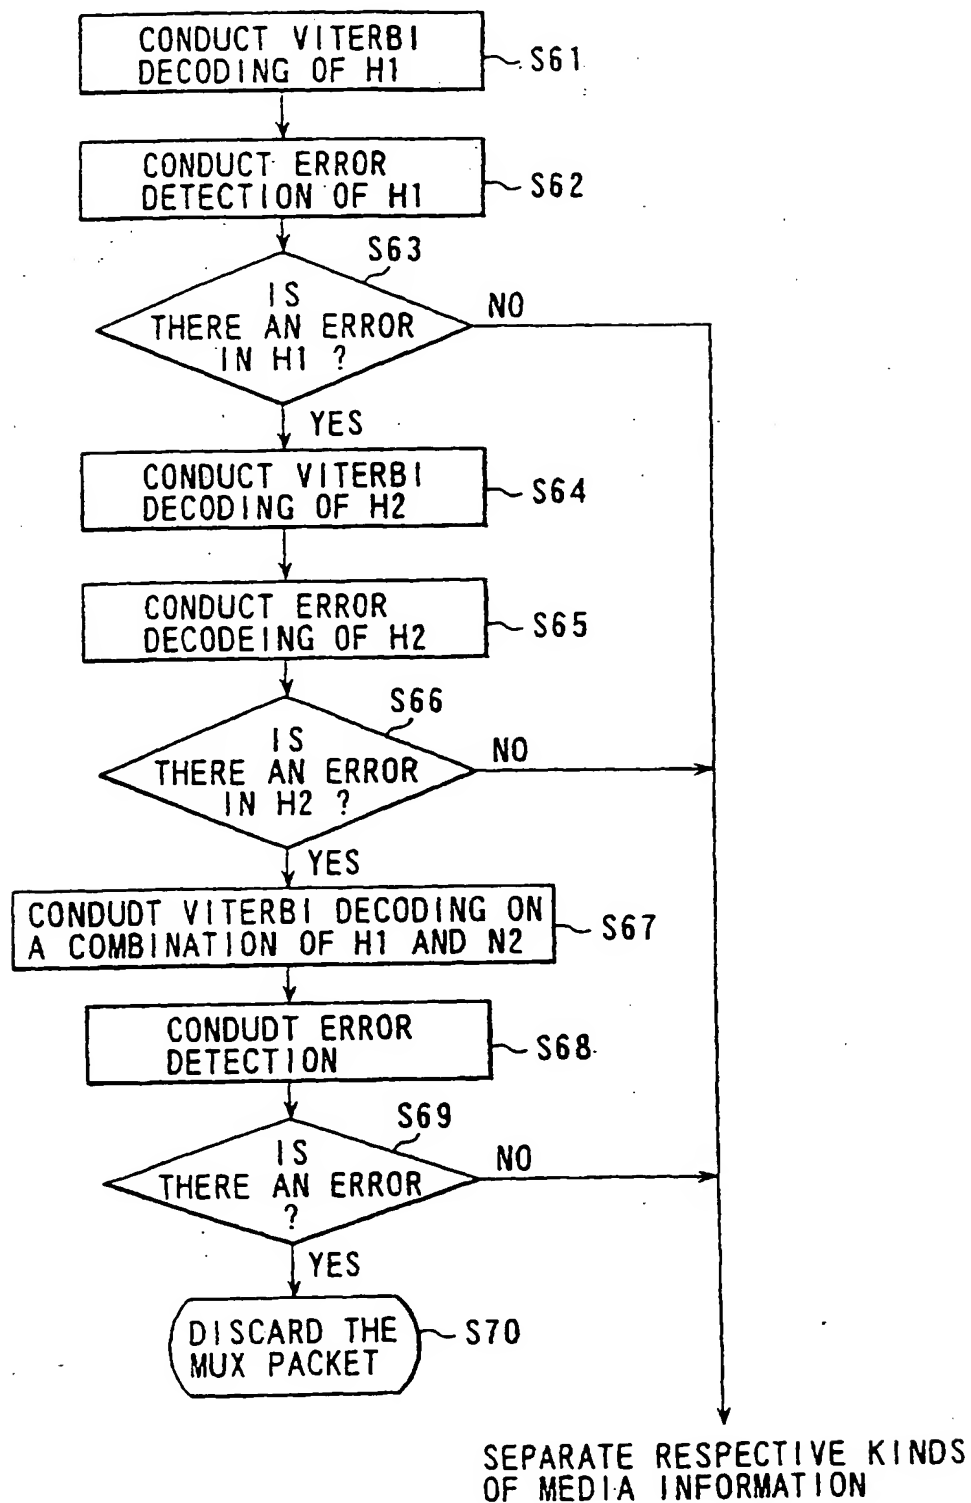 CONDUCT VITERBI
DECODING OF H1
S61
CONDUCT ERROR
DETECTION OF H1
S62
S63
IS
THERE AN ERROR
IN H1 ?
NO
YES
CONDUCT VITERBI
DECODING OF H2
S64
CONDUCT ERROR
DECODEING OF H2
S65
S66
IS
THERE AN ERROR
IN H2 ?
NO
YES
CONDUDT VITERBI DECODING ON
A COMBINATION OF H1 AND N2
S67
CONDUDT ERROR
DETECTION
S68
S69
IS
THERE AN ERROR
?
NO
YES
DISCARD THE
MUX PACKET
S70
SEPARATE RESPECTIVE KINDS
OF MEDIA INFORMATION